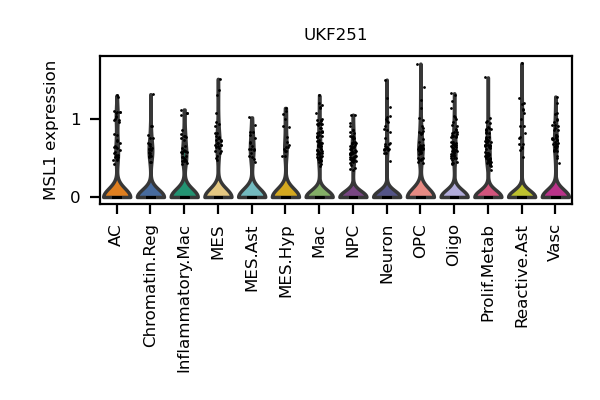 UKF251
MSL1 expression
1
0
AC
Chromatin.Reg
Inflammatory.Mac
MES
MES.Ast
MES.Hyp
Mac
NPC
Neuron
OPC
Oligo
Prolif.Metab
Reactive.Ast
Vasc